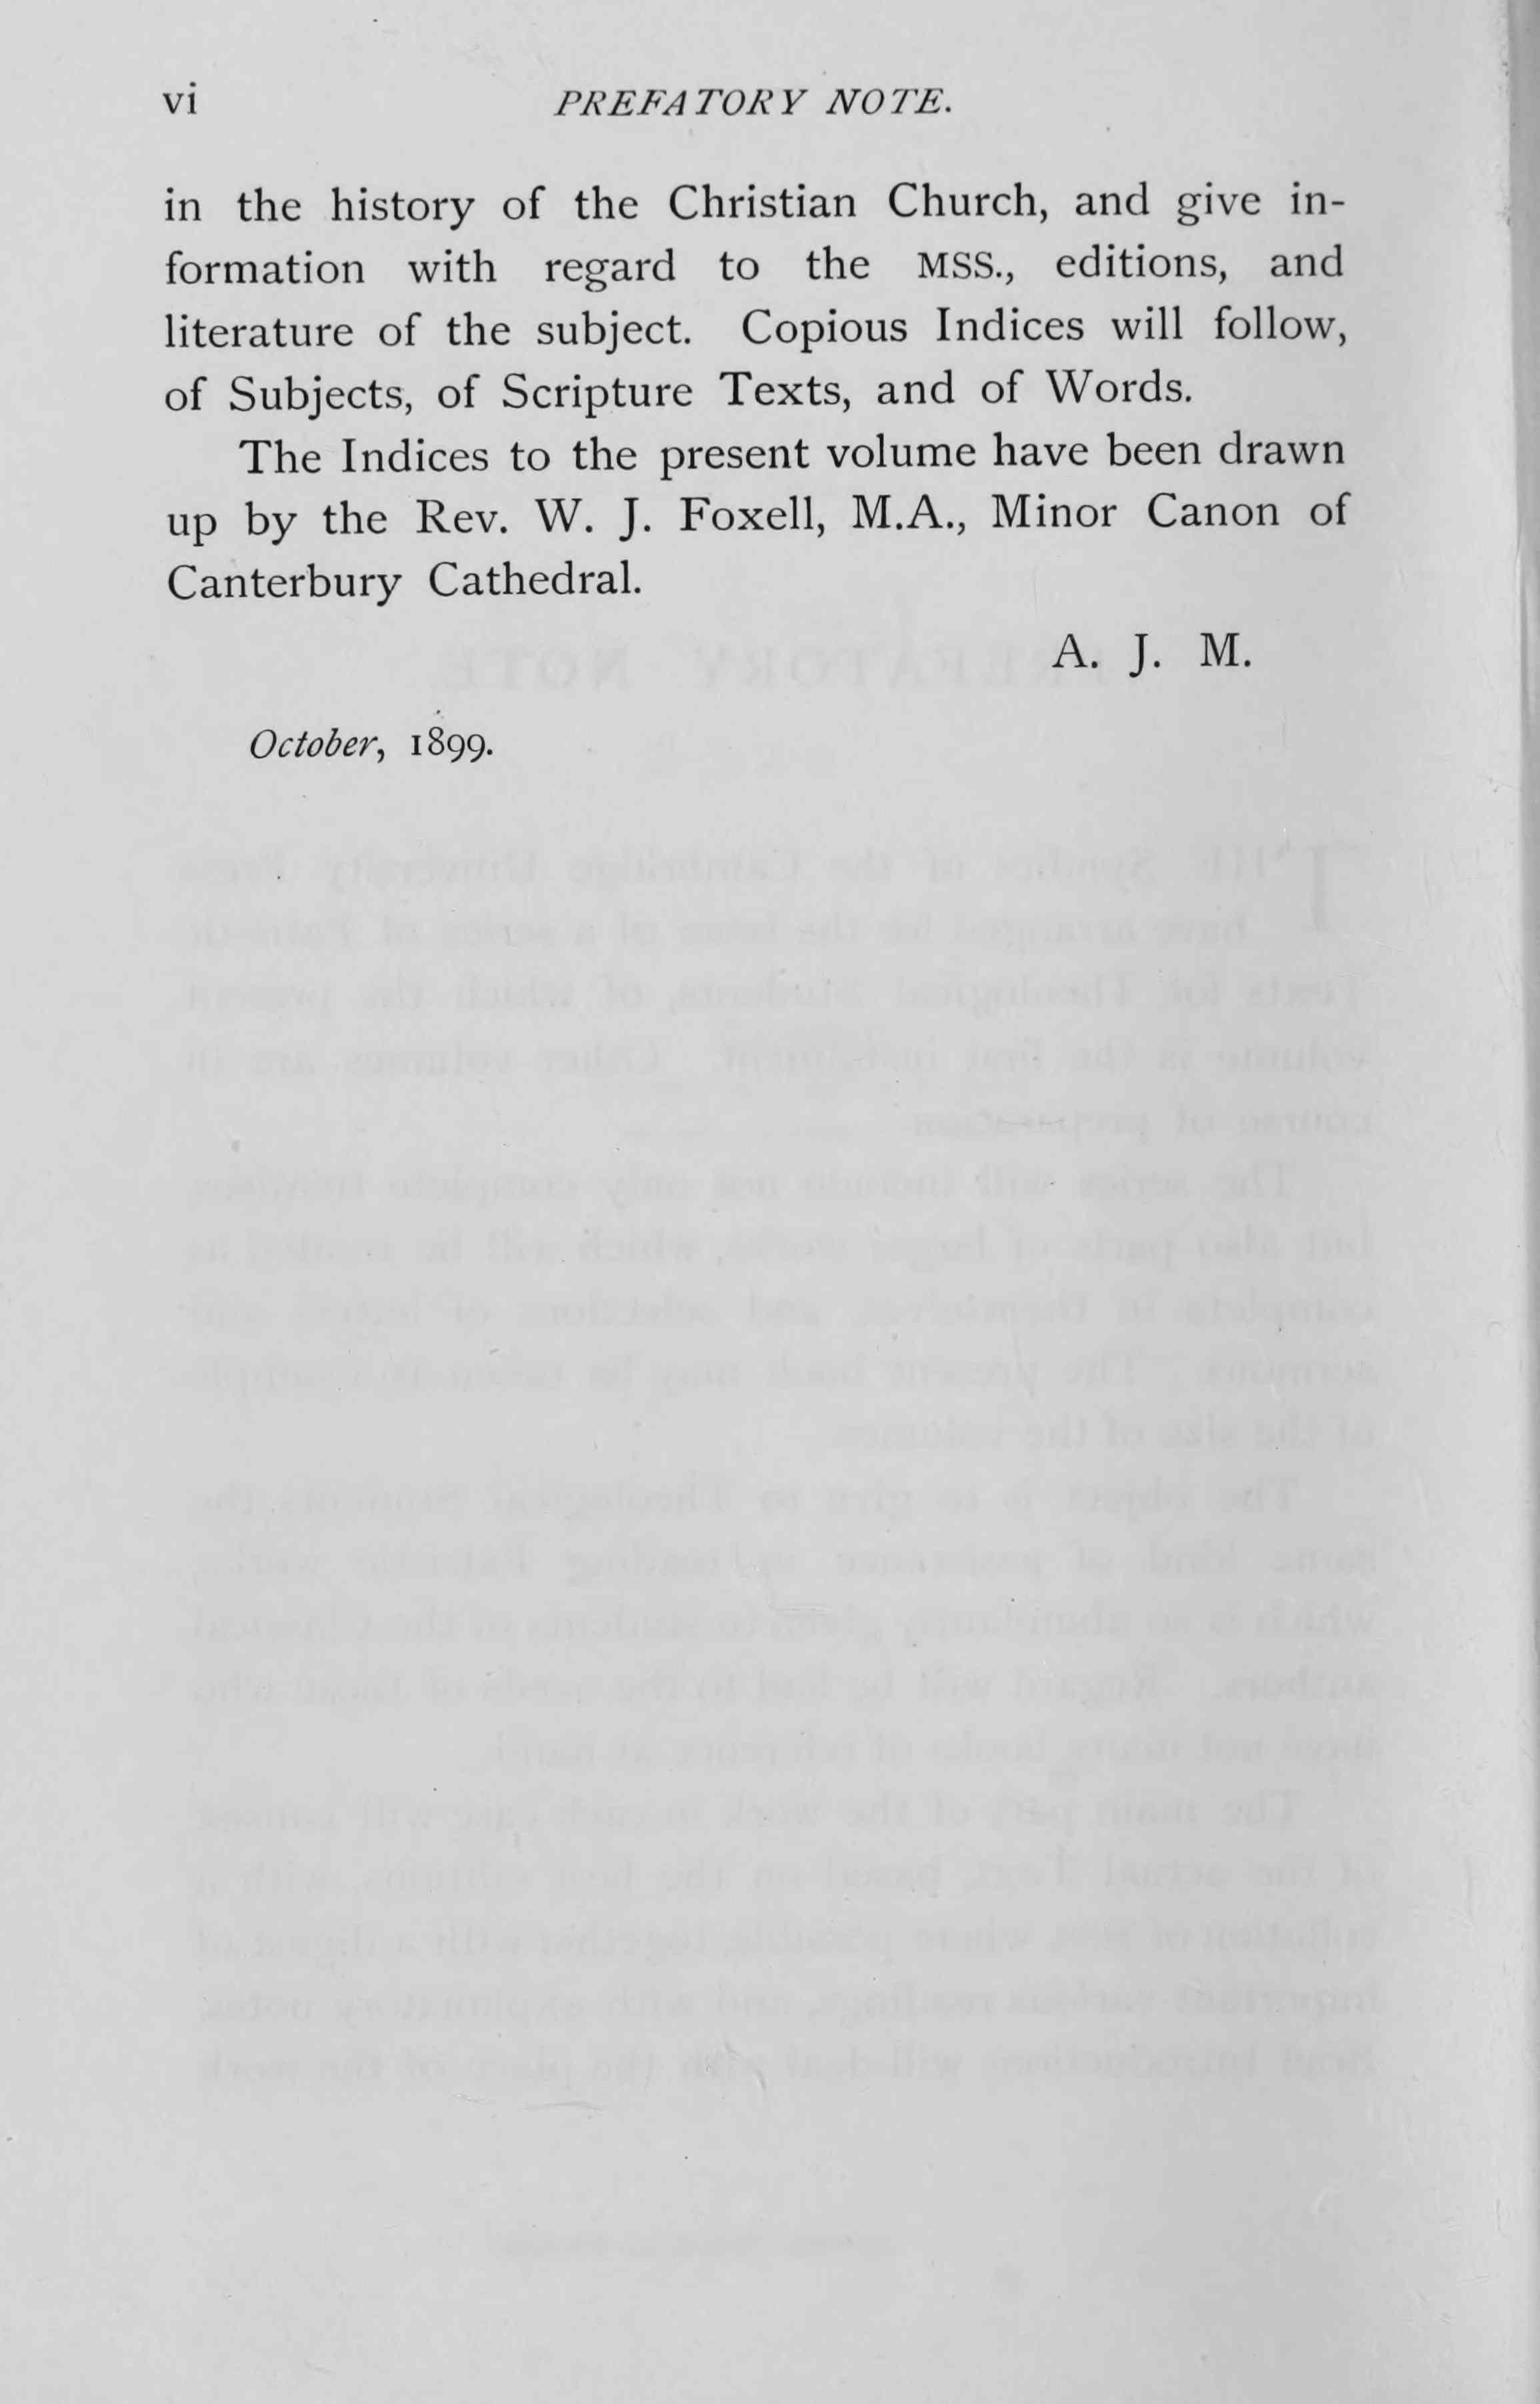 vi PREFATORY NOTE.
in the history of the Christian Church, and give in-
formation with regard to the MSS., editions, and
literature of the subject. Copious Indices will follow,
of Subjects, of Scripture Texts, and of Words.
The Indices to the present volume have been drawn
up by the Rev. W. J. Foxell, M.A., Minor Canon of
Canterbury Cathedral.
A. J. M.
October, 1899.